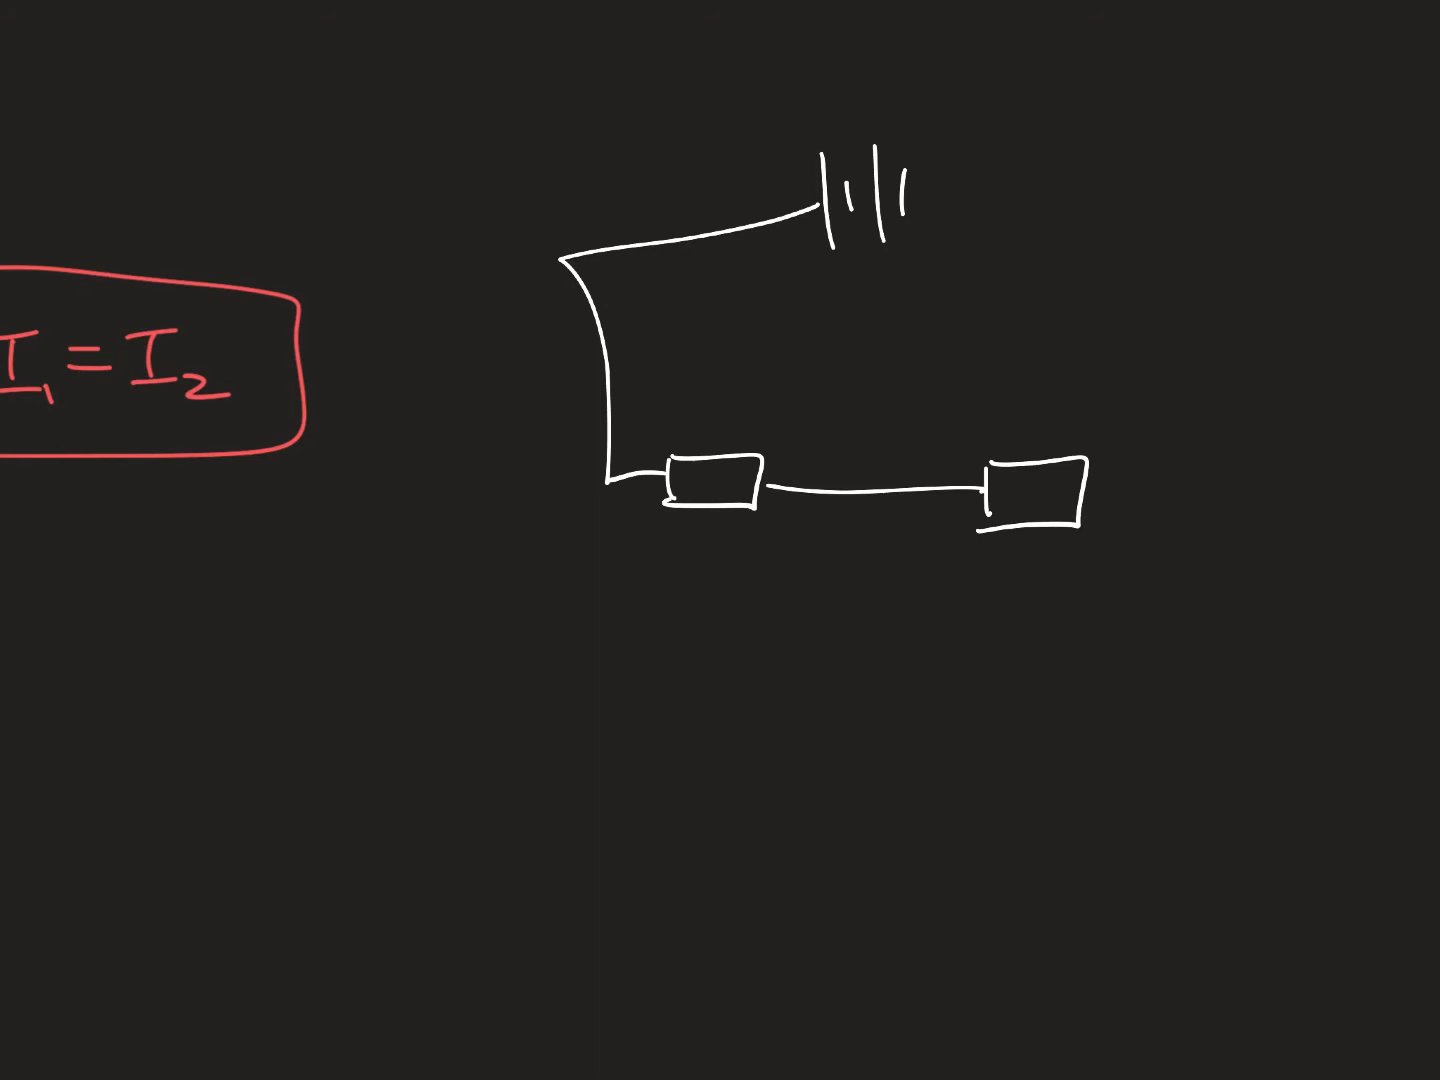 I₁ = I₂